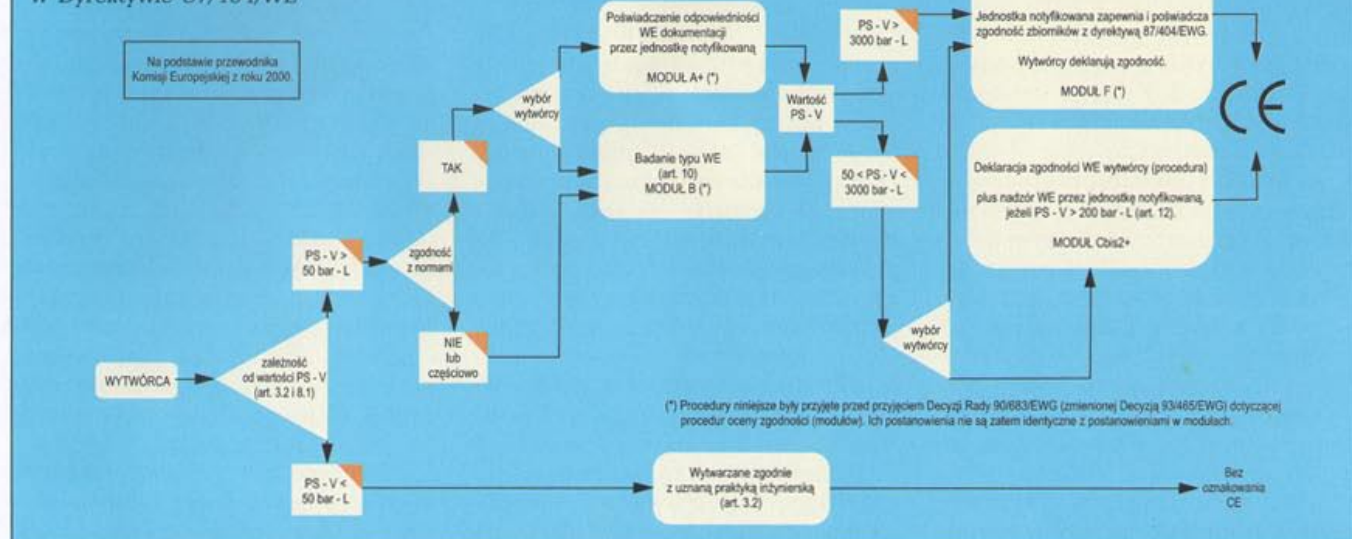 w Dyrektywie 87/404/WE
Na podstawie przewodnika
Komisji Europejskiej z roku 2000.
WYTWÓRCA
zależność
od wartości PS - V
(art. 3.2 i 8.1)
PS - V >
50 bar - L
PS - V <
50 bar - L
zgodność
z normami
TAK
NIE
lub
częściowo
wybór
wytwórcy
Poświadczenie odpowiedniości
WE dokumentacji
przez jednostkę notyfikowaną
MODUŁ A+ (*)
Badanie typu WE
(art. 10)
MODUŁ B (*)
Wartość
PS - V
PS - V >
3000 bar - L
50 < PS - V <
3000 bar - L
wybór
wytwórcy
Jednostka notyfikowana zapewnia i poświadcza
zgodność zbiorników z dyrektywą 87/404/EWG.
Wytwórcy deklarują zgodność.
MODUŁ F (*)
Deklaracja zgodności WE wytwórcy (procedura)
plus nadzór WE przez jednostkę notyfikowaną,
jeżeli PS - V > 200 bar - L (art. 12).
MODUŁ Cbis2+
CE
(*) Procedury niniejsze były przyjęte przed przyjęciem Decyzji Rady 90/683/EWG (zmienionej Decyzją 93/465/EWG) dotyczącej
procedur oceny zgodności (modułów). Ich postanowienia nie są zatem identyczne z postanowieniami w modułach.
Wytwarzane zgodnie
z uznaną praktyką inżynierską
(art. 3.2)
Bez
oznakowania
CE